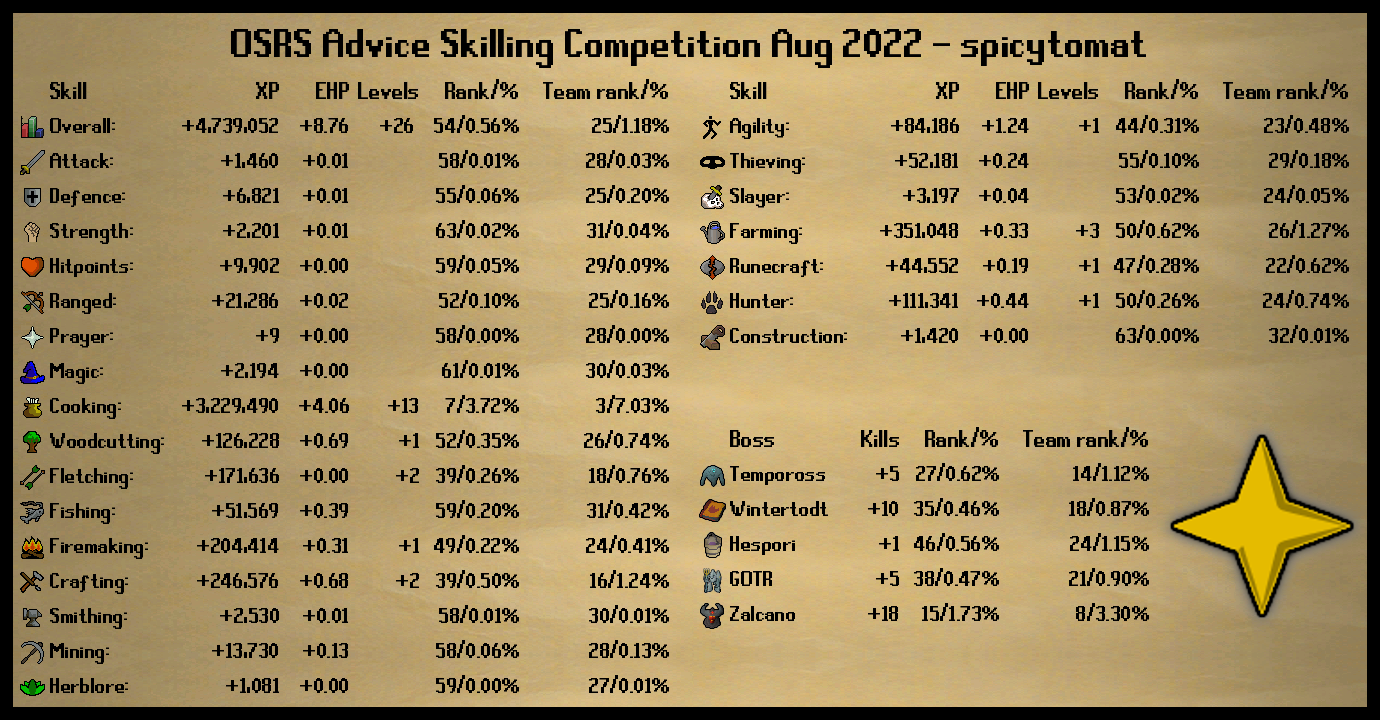 OSRS Advice Skilling Competition Aug 2022 - spicytomat
Skill XP EHP Levels Rank/% Team rank/%
Overall: +4,739,052 +8.76 +26 54/0.56% 25/1.18%
Attack: +1,460 +0.01 58/0.01% 28/0.03%
Defence: +6,821 +0.01 55/0.06% 25/0.20%
Strength: +2,201 +0.01 63/0.02% 31/0.04%
Hitpoints: +9,902 +0.00 59/0.05% 29/0.09%
Ranged: +21,286 +0.02 52/0.10% 25/0.16%
Prayer: +9 +0.00 58/0.00% 28/0.00%
Magic: +2,194 +0.00 61/0.01% 30/0.03%
Cooking: +3,229,490 +4.06 +13 7/3.72% 3/7.03%
Woodcutting: +126,228 +0.69 +1 52/0.35% 26/0.74%
Fletching: +171,636 +0.00 +2 39/0.26% 18/0.76%
Fishing: +51,569 +0.39 59/0.20% 31/0.42%
Firemaking: +204,414 +0.31 +1 49/0.22% 24/0.41%
Crafting: +246,576 +0.68 +2 39/0.50% 16/1.24%
Smithing: +2,530 +0.01 58/0.01% 30/0.01%
Mining: +13,730 +0.13 58/0.06% 28/0.13%
Herblore: +1,081 +0.00 59/0.00% 27/0.01%
Skill XP EHP Levels Rank/% Team rank/%
Agility: +84,186 +1.24 +1 44/0.31% 23/0.48%
Thieving: +52,181 +0.24 55/0.10% 29/0.18%
Slayer: +3,197 +0.04 53/0.02% 24/0.05%
Farming: +351,048 +0.33 +3 50/0.62% 26/1.27%
Runecraft: +44,552 +0.19 +1 47/0.28% 22/0.62%
Hunter: +111,341 +0.44 +1 50/0.26% 24/0.74%
Construction: +1,420 +0.00 63/0.00% 32/0.01%
Boss Kills Rank/% Team rank/%
Tempoross +5 27/0.62% 14/1.12%
Wintertodt +10 35/0.46% 18/0.87%
Hespori +1 46/0.56% 24/1.15%
GOTR +5 38/0.47% 21/0.90%
Zalcano +18 15/1.73% 8/3.30%